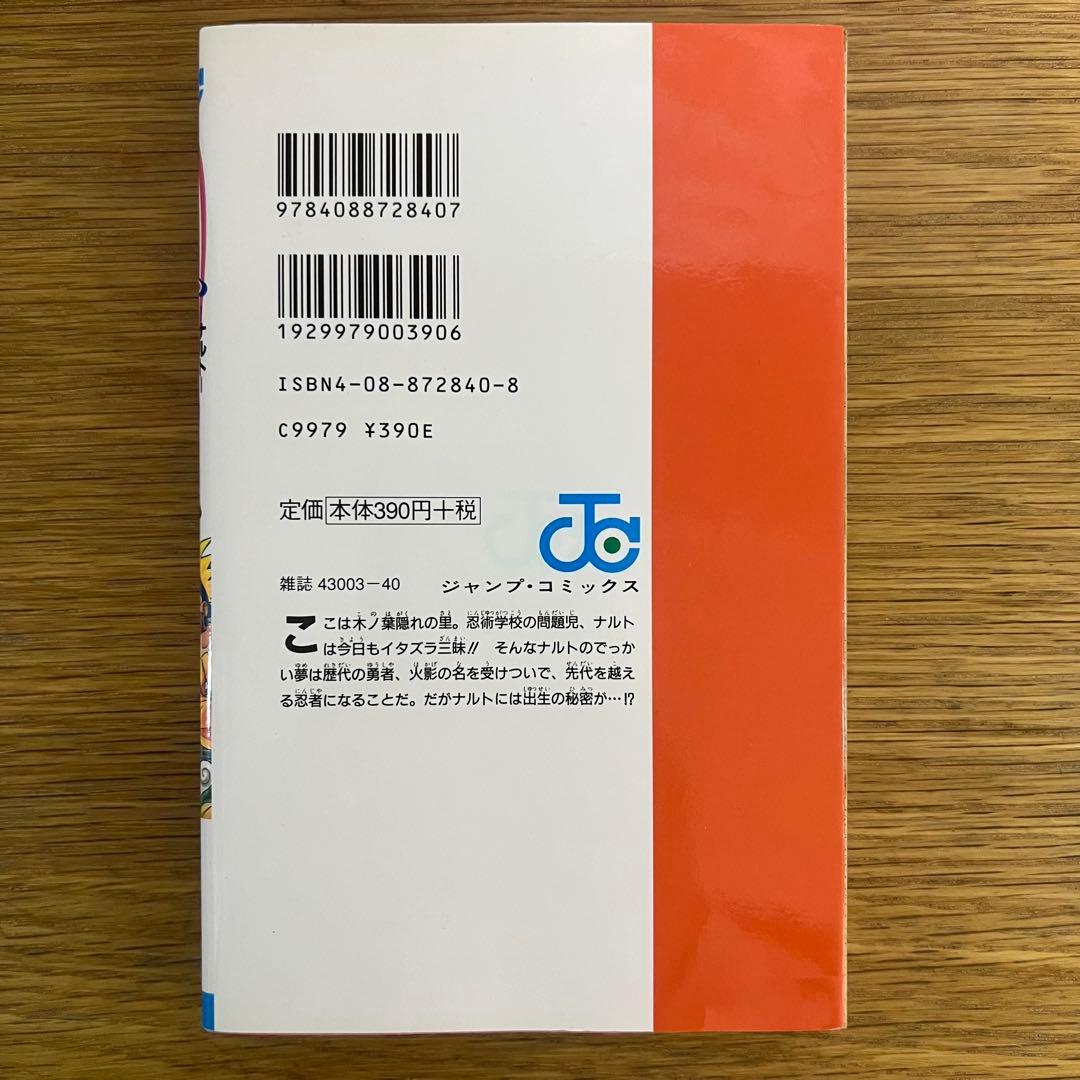 9784088728407
1929979003906
ISBN4-08-872840-8
C9979 ¥390E
定価 本体390円+税
雑誌 43003-40
ジャンプ・コミックス
ここは木ノ葉隠れの里。忍術学校の問題児、ナルト
は今日もイタズラ三昧!! そんなナルトのでっか
い夢は歴代の勇者、火影の名を受けついで、先代を越え
る忍者になることだ。だがナルトには出生の秘密が…!?
ナルト